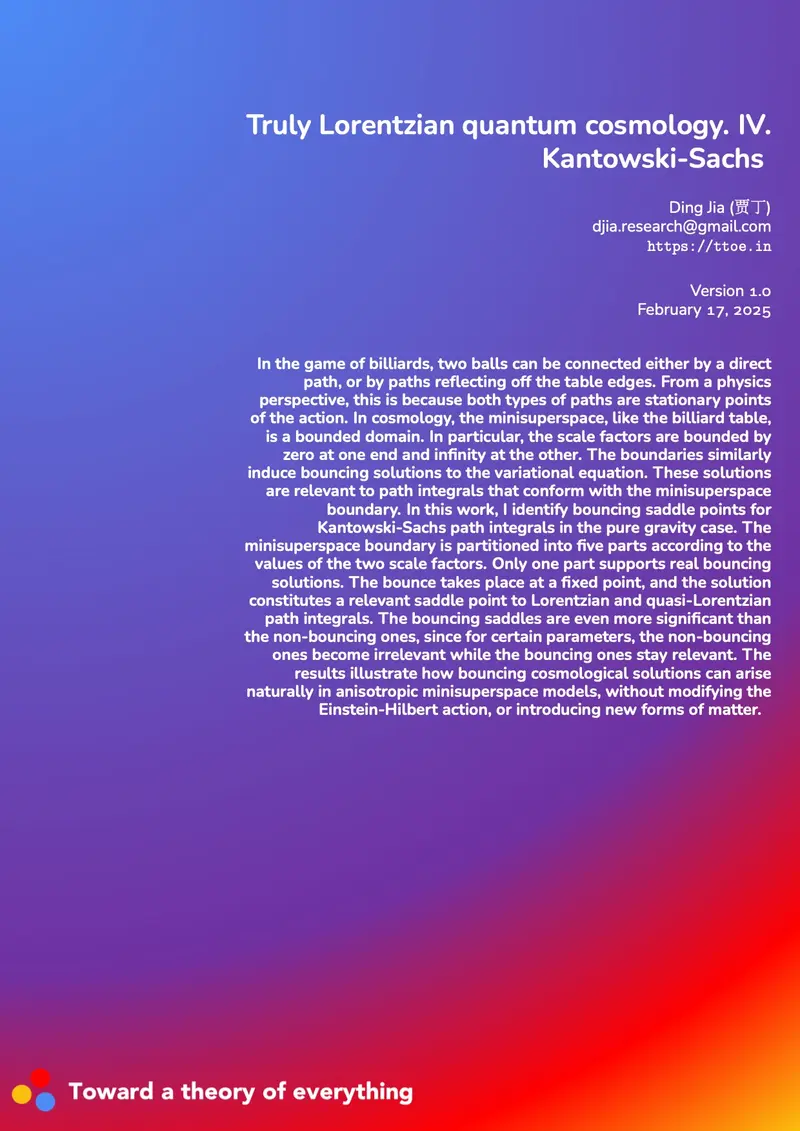 Truly Lorentzian quantum cosmology. IV.
Kantowski-Sachs
Ding Jia (贾丁)
djia.research@gmail.com
https://ttoe.in
Version 1.0
February 17, 2025
In the game of billiards, two balls can be connected either by a direct
path, or by paths reflecting off the table edges. From a physics
perspective, this is because both types of paths are stationary points
of the action. In cosmology, the minisuperspace, like the billiard table,
is a bounded domain. In particular, the scale factors are bounded by
zero at one end and infinity at the other. The boundaries similarly
induce bouncing solutions to the variational equation. These solutions
are relevant to path integrals that conform with the minisuperspace
boundary. In this work, I identify bouncing saddle points for
Kantowski-Sachs path integrals in the pure gravity case. The
minisuperspace boundary is partitioned into five parts according to the
values of the two scale factors. Only one part supports real bouncing
solutions. The bounce takes place at a fixed point, and the solution
constitutes a relevant saddle point to Lorentzian and quasi-Lorentzian
path integrals. The bouncing saddles are even more significant than
the non-bouncing ones, since for certain parameters, the non-bouncing
ones become irrelevant while the bouncing ones stay relevant. The
results illustrate how bouncing cosmological solutions can arise
naturally in anisotropic minisuperspace models, without modifying the
Einstein-Hilbert action, or introducing new forms of matter.
Toward a theory of everything